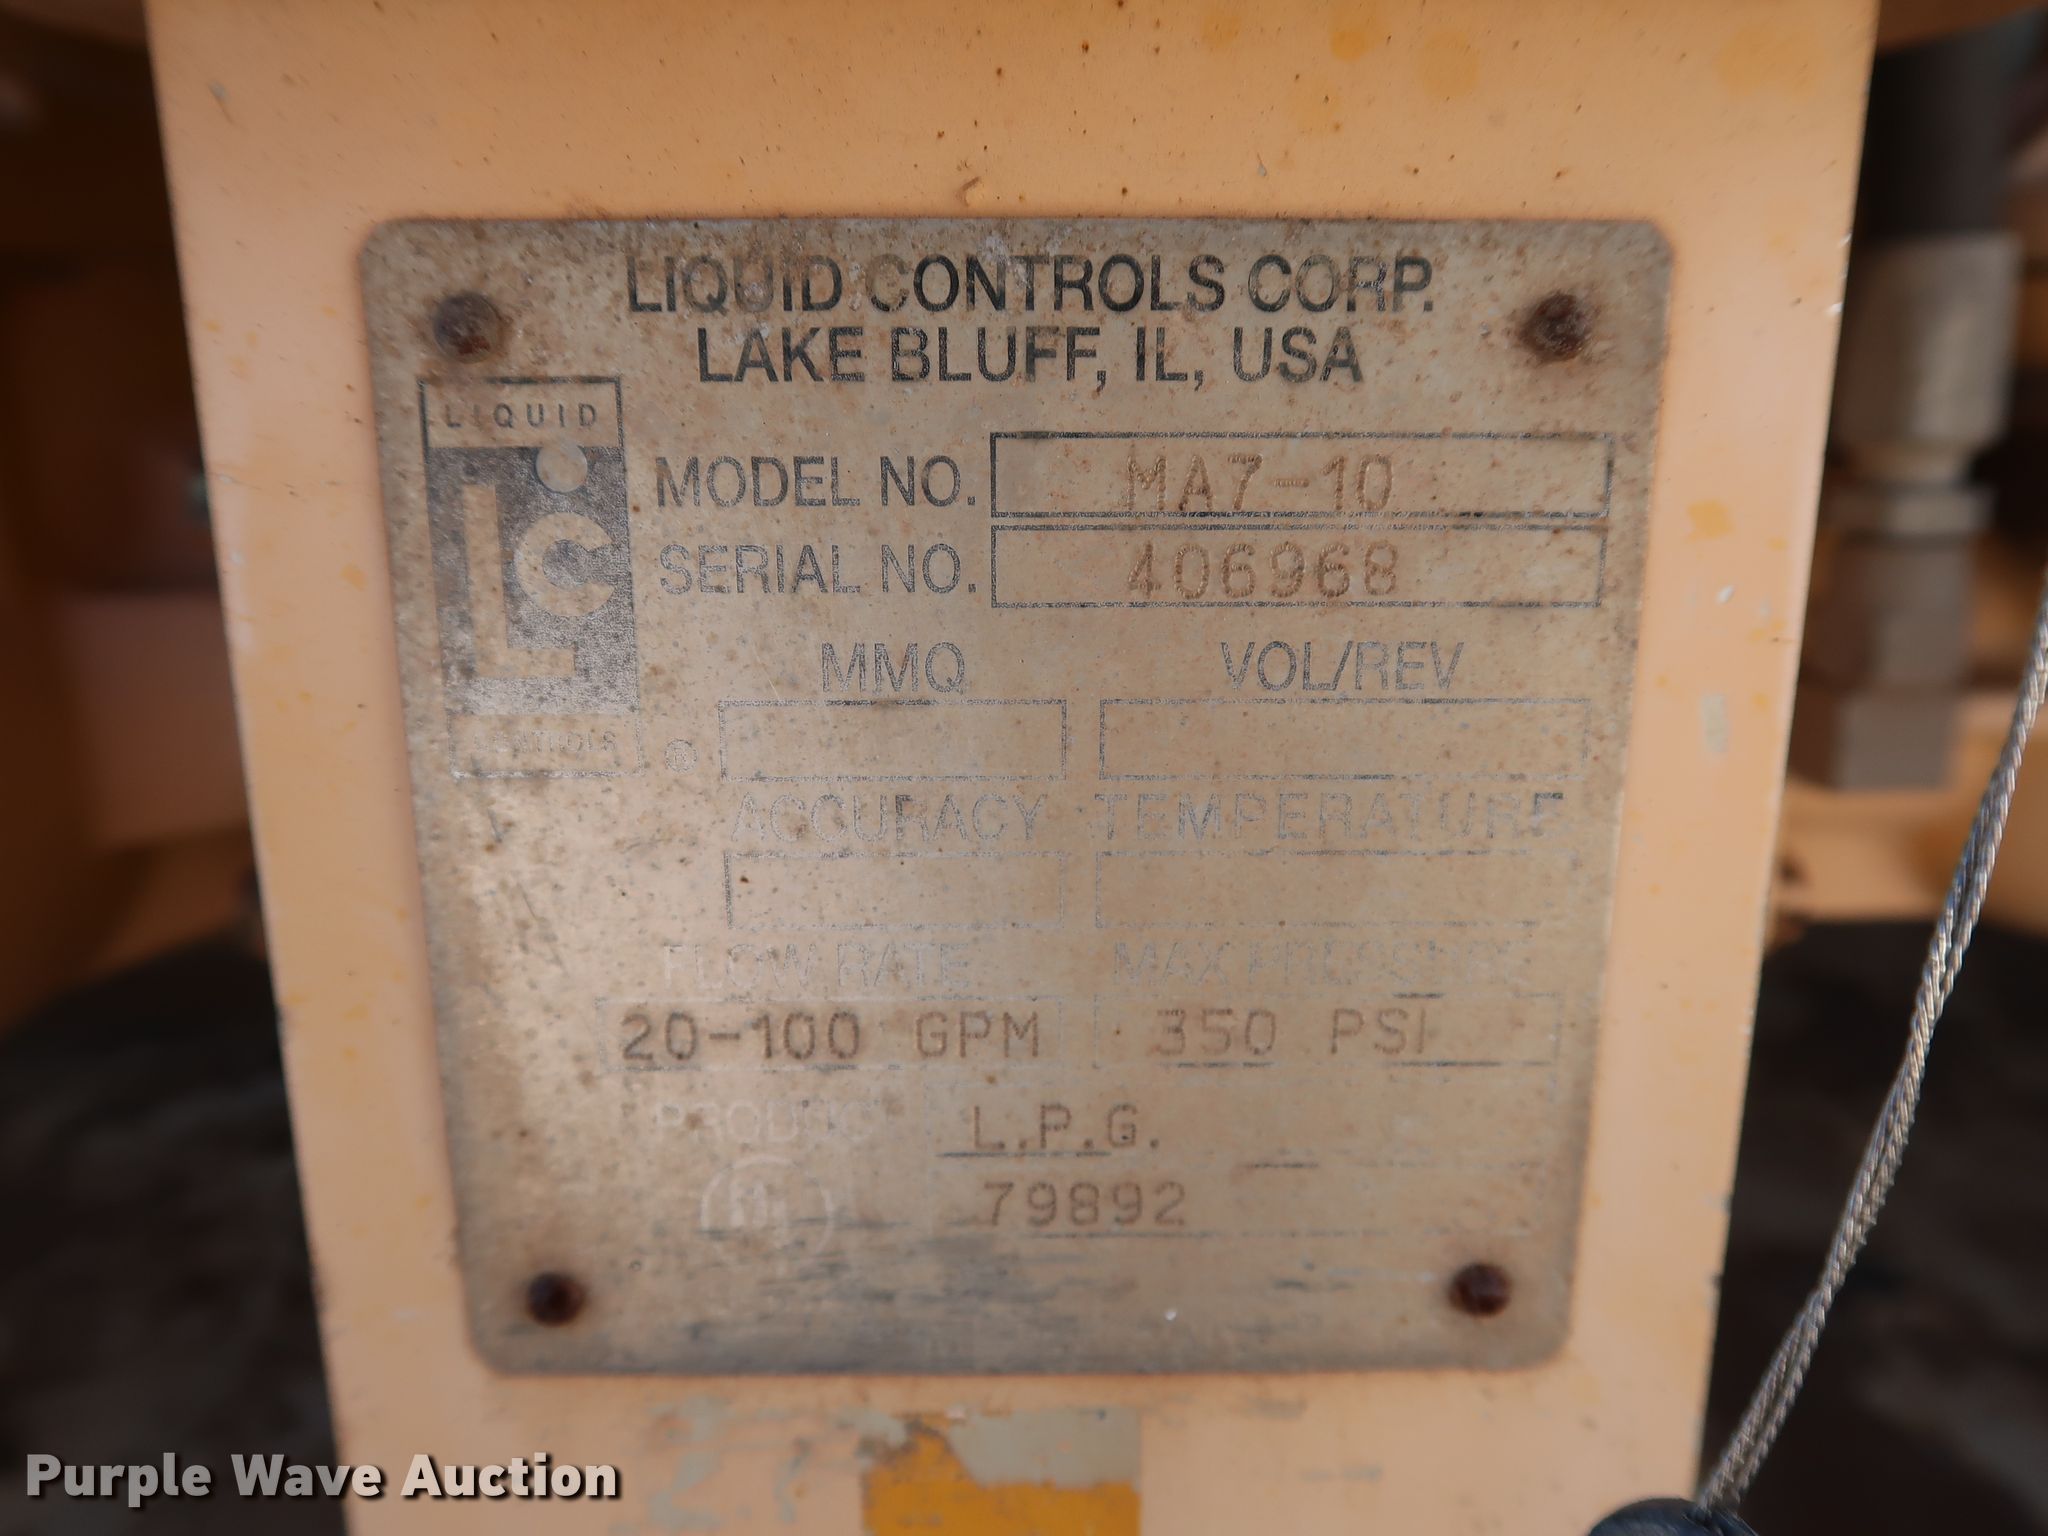 LIQUID CONTROLS CORP.
LAKE BLUFF, IL, USA
LIQUID
LC
CONTROLS ®
MODEL NO. MA7-10
SERIAL NO. 406968
MMQ VOL/REV
ACCURACY TEMPERATURE
FLOW RATE MAX PRESSURE
20-100 GPM 350 PSI
PRODUCT L.P.G.
79892
Purple Wave Auction